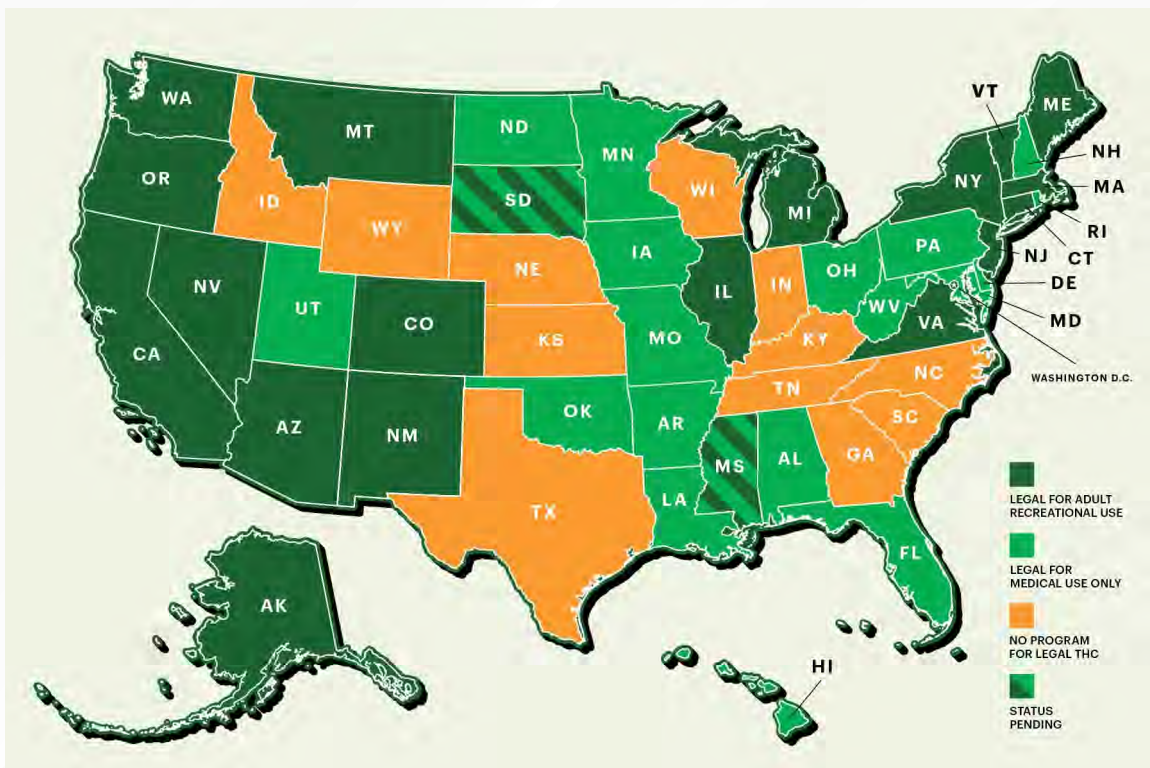 WA
MT
ND
MN
VT
ME
OR
ID
SD
WI
MI
NY
NH
MA
WY
RI
NV
UT
NE
IA
PA
NJ
CT
CO
IL
IN
OH
WV
VA
DE
MD
CA
KS
MO
KY
WASHINGTON D.C.
AZ
NM
OK
AR
TN
NC
SC
TX
LA
MS
AL
GA
FL
AK
HI
LEGAL FOR ADULT
RECREATIONAL USE
LEGAL FOR
MEDICAL USE ONLY
NO PROGRAM
FOR LEGAL THC
STATUS
PENDING